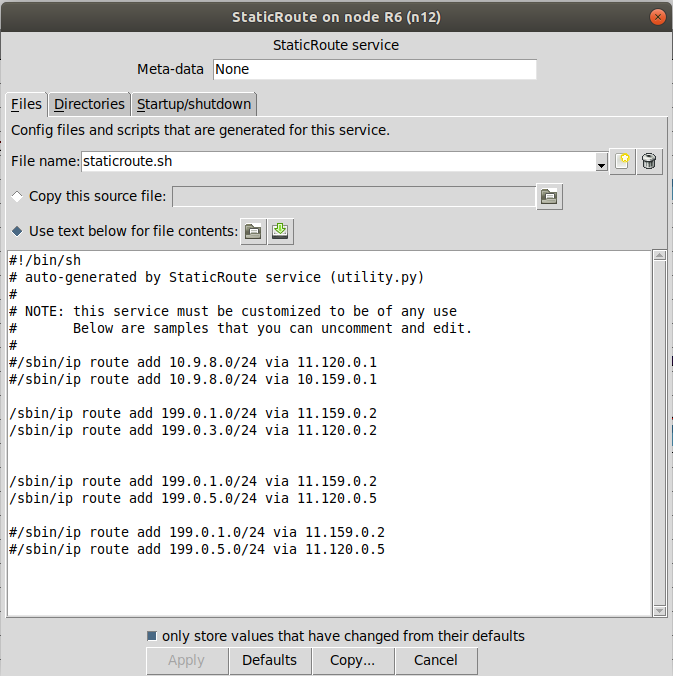 StaticRoute on node R6 (n12)
StaticRoute service
Meta-data None
Files Directories Startup/shutdown
Config files and scripts that are generated for this service.
File name: staticroute.sh
Copy this source file:
Use text below for file contents:
#!/bin/sh
# auto-generated by StaticRoute service (utility.py)
#
# NOTE: this service must be customized to be of any use
#       Below are samples that you can uncomment and edit.
#
#/sbin/ip route add 10.9.8.0/24 via 11.120.0.1
#/sbin/ip route add 10.9.8.0/24 via 10.159.0.1
/sbin/ip route add 199.0.1.0/24 via 11.159.0.2
/sbin/ip route add 199.0.3.0/24 via 11.120.0.2
/sbin/ip route add 199.0.1.0/24 via 11.159.0.2
/sbin/ip route add 199.0.5.0/24 via 11.120.0.5
#/sbin/ip route add 199.0.1.0/24 via 11.159.0.2
#/sbin/ip route add 199.0.5.0/24 via 11.120.0.5
only store values that have changed from their defaults
Apply Defaults Copy... Cancel